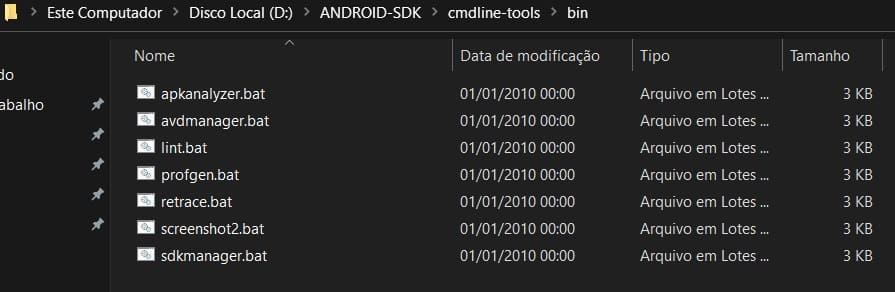 Este Computador > Disco Local (D:) > ANDROID-SDK > cmdline-tools > bin
Nome Data de modificação Tipo Tamanho
do
apkanalyzer.bat 01/01/2010 00:00 Arquivo em Lotes ... 3 KB
abalho
avdmanager.bat 01/01/2010 00:00 Arquivo em Lotes ... 3 KB
lint.bat 01/01/2010 00:00 Arquivo em Lotes ... 3 KB
profgen.bat 01/01/2010 00:00 Arquivo em Lotes ... 3 KB
retrace.bat 01/01/2010 00:00 Arquivo em Lotes ... 3 KB
screenshot2.bat 01/01/2010 00:00 Arquivo em Lotes ... 3 KB
sdkmanager.bat 01/01/2010 00:00 Arquivo em Lotes ... 3 KB